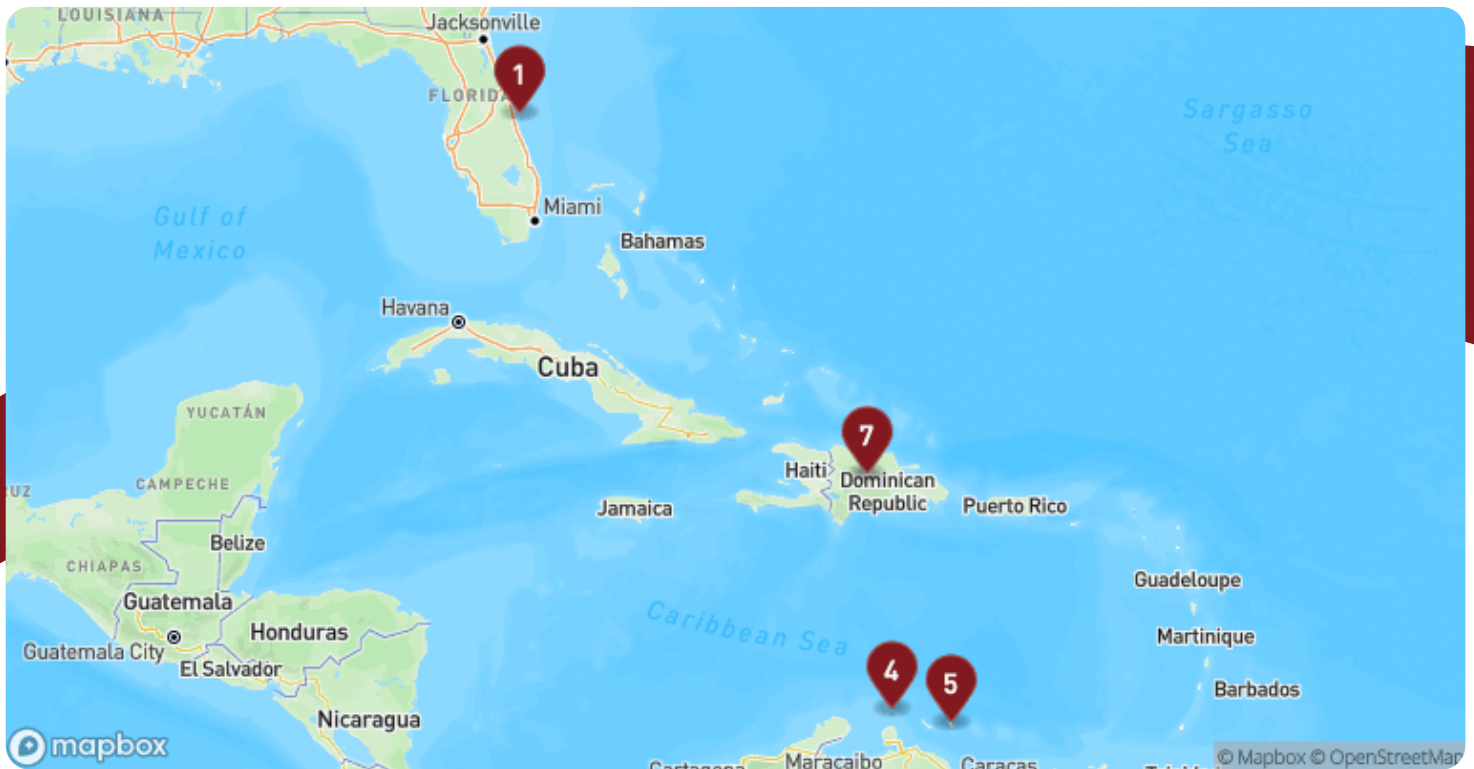 LOUISIANA
Jacksonville
1
FLORIDA
Sargasso
Sea
Gulf of
Mexico
Miami
Bahamas
Havana
Cuba
YUCATÁN
7
Haiti
Dominican
Republic
CAMPECHE
UZ
Jamaica
Puerto Rico
Belize
CHIAPAS
Guadeloupe
Guatemala
Honduras
Caribbean Sea
Martinique
Guatemala City
El Salvador
4
5
Barbados
Nicaragua
mapbox
Maracaibo
Caracas
Cartagena
© Mapbox © OpenStreetMap